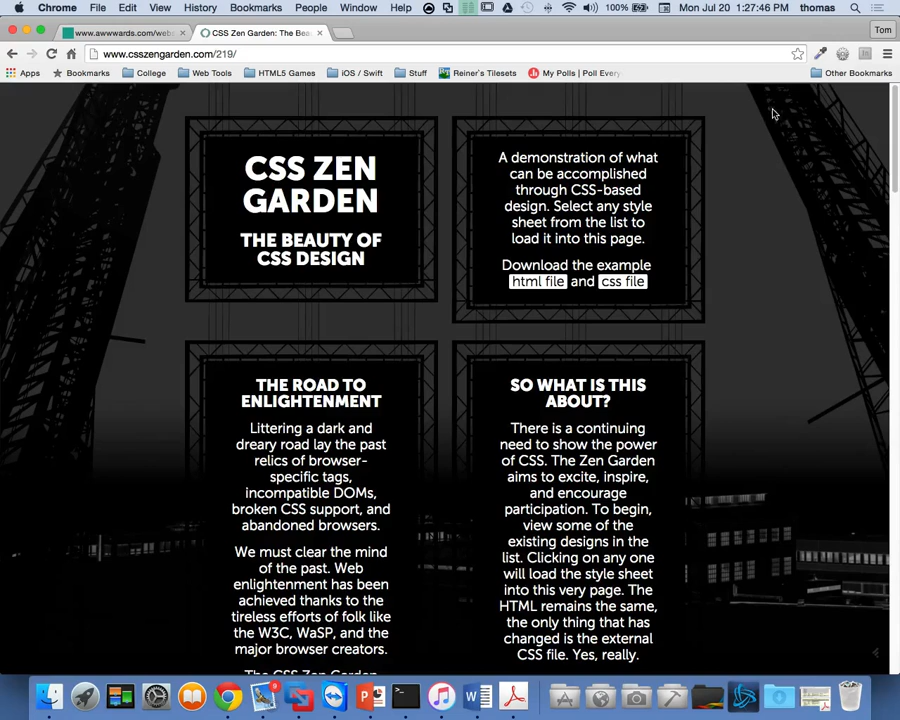 Chrome File Edit View History Bookmarks People Window Help 100% Mon Jul 20 1:27:46 PM thomas
www.awwwards.com/webs
CSS Zen Garden: The Bea
Tom
www.csszengarden.com/219/
Apps Bookmarks College Web Tools HTML5 Games iOS / Swift Stuff Reiner's Tilesets My Polls | Poll Every Other Bookmarks
CSS ZEN
GARDEN
THE BEAUTY OF
CSS DESIGN
A demonstration of what
can be accomplished
through CSS-based
design. Select any style
sheet from the list to
load it into this page.
Download the example
html file and css file
THE ROAD TO
ENLIGHTENMENT
Littering a dark and
dreary road lay the past
relics of browser-
specific tags,
incompatible DOMs,
broken CSS support, and
abandoned browsers.
We must clear the mind
of the past. Web
enlightenment has been
achieved thanks to the
tireless efforts of folk like
the W3C, WaSP, and the
major browser creators.
The CSS Zen Garden
SO WHAT IS THIS
ABOUT?
There is a continuing
need to show the power
of CSS. The Zen Garden
aims to excite, inspire,
and encourage
participation. To begin,
view some of the
existing designs in the
list. Clicking on any one
will load the style sheet
into this very page. The
HTML remains the same,
the only thing that has
changed is the external
CSS file. Yes, really.